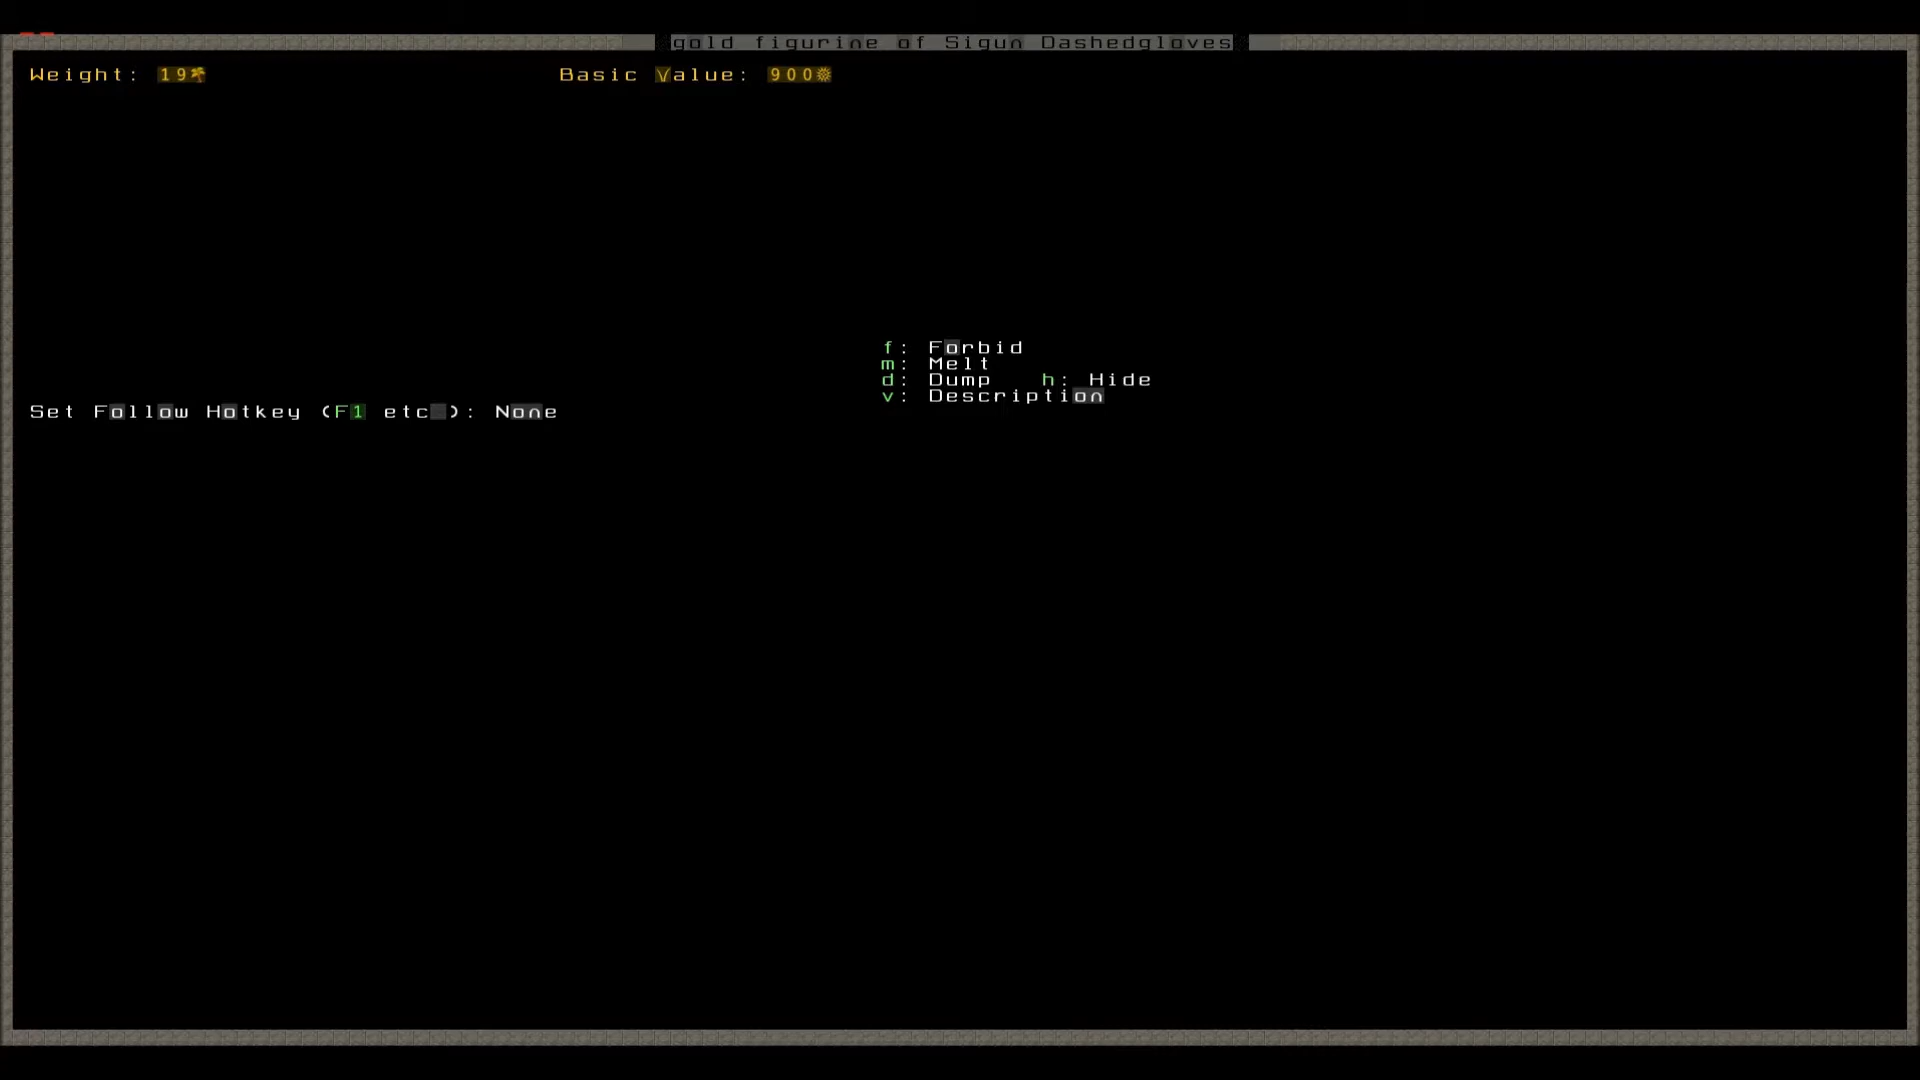 gold figurine of Sigun Dashedgloves
Weight: 19 Basic Value: 900☼
f: Forbid
m: Melt
d: Dump h: Hide
v: Description
Set Follow Hotkey (F1 etc.): None